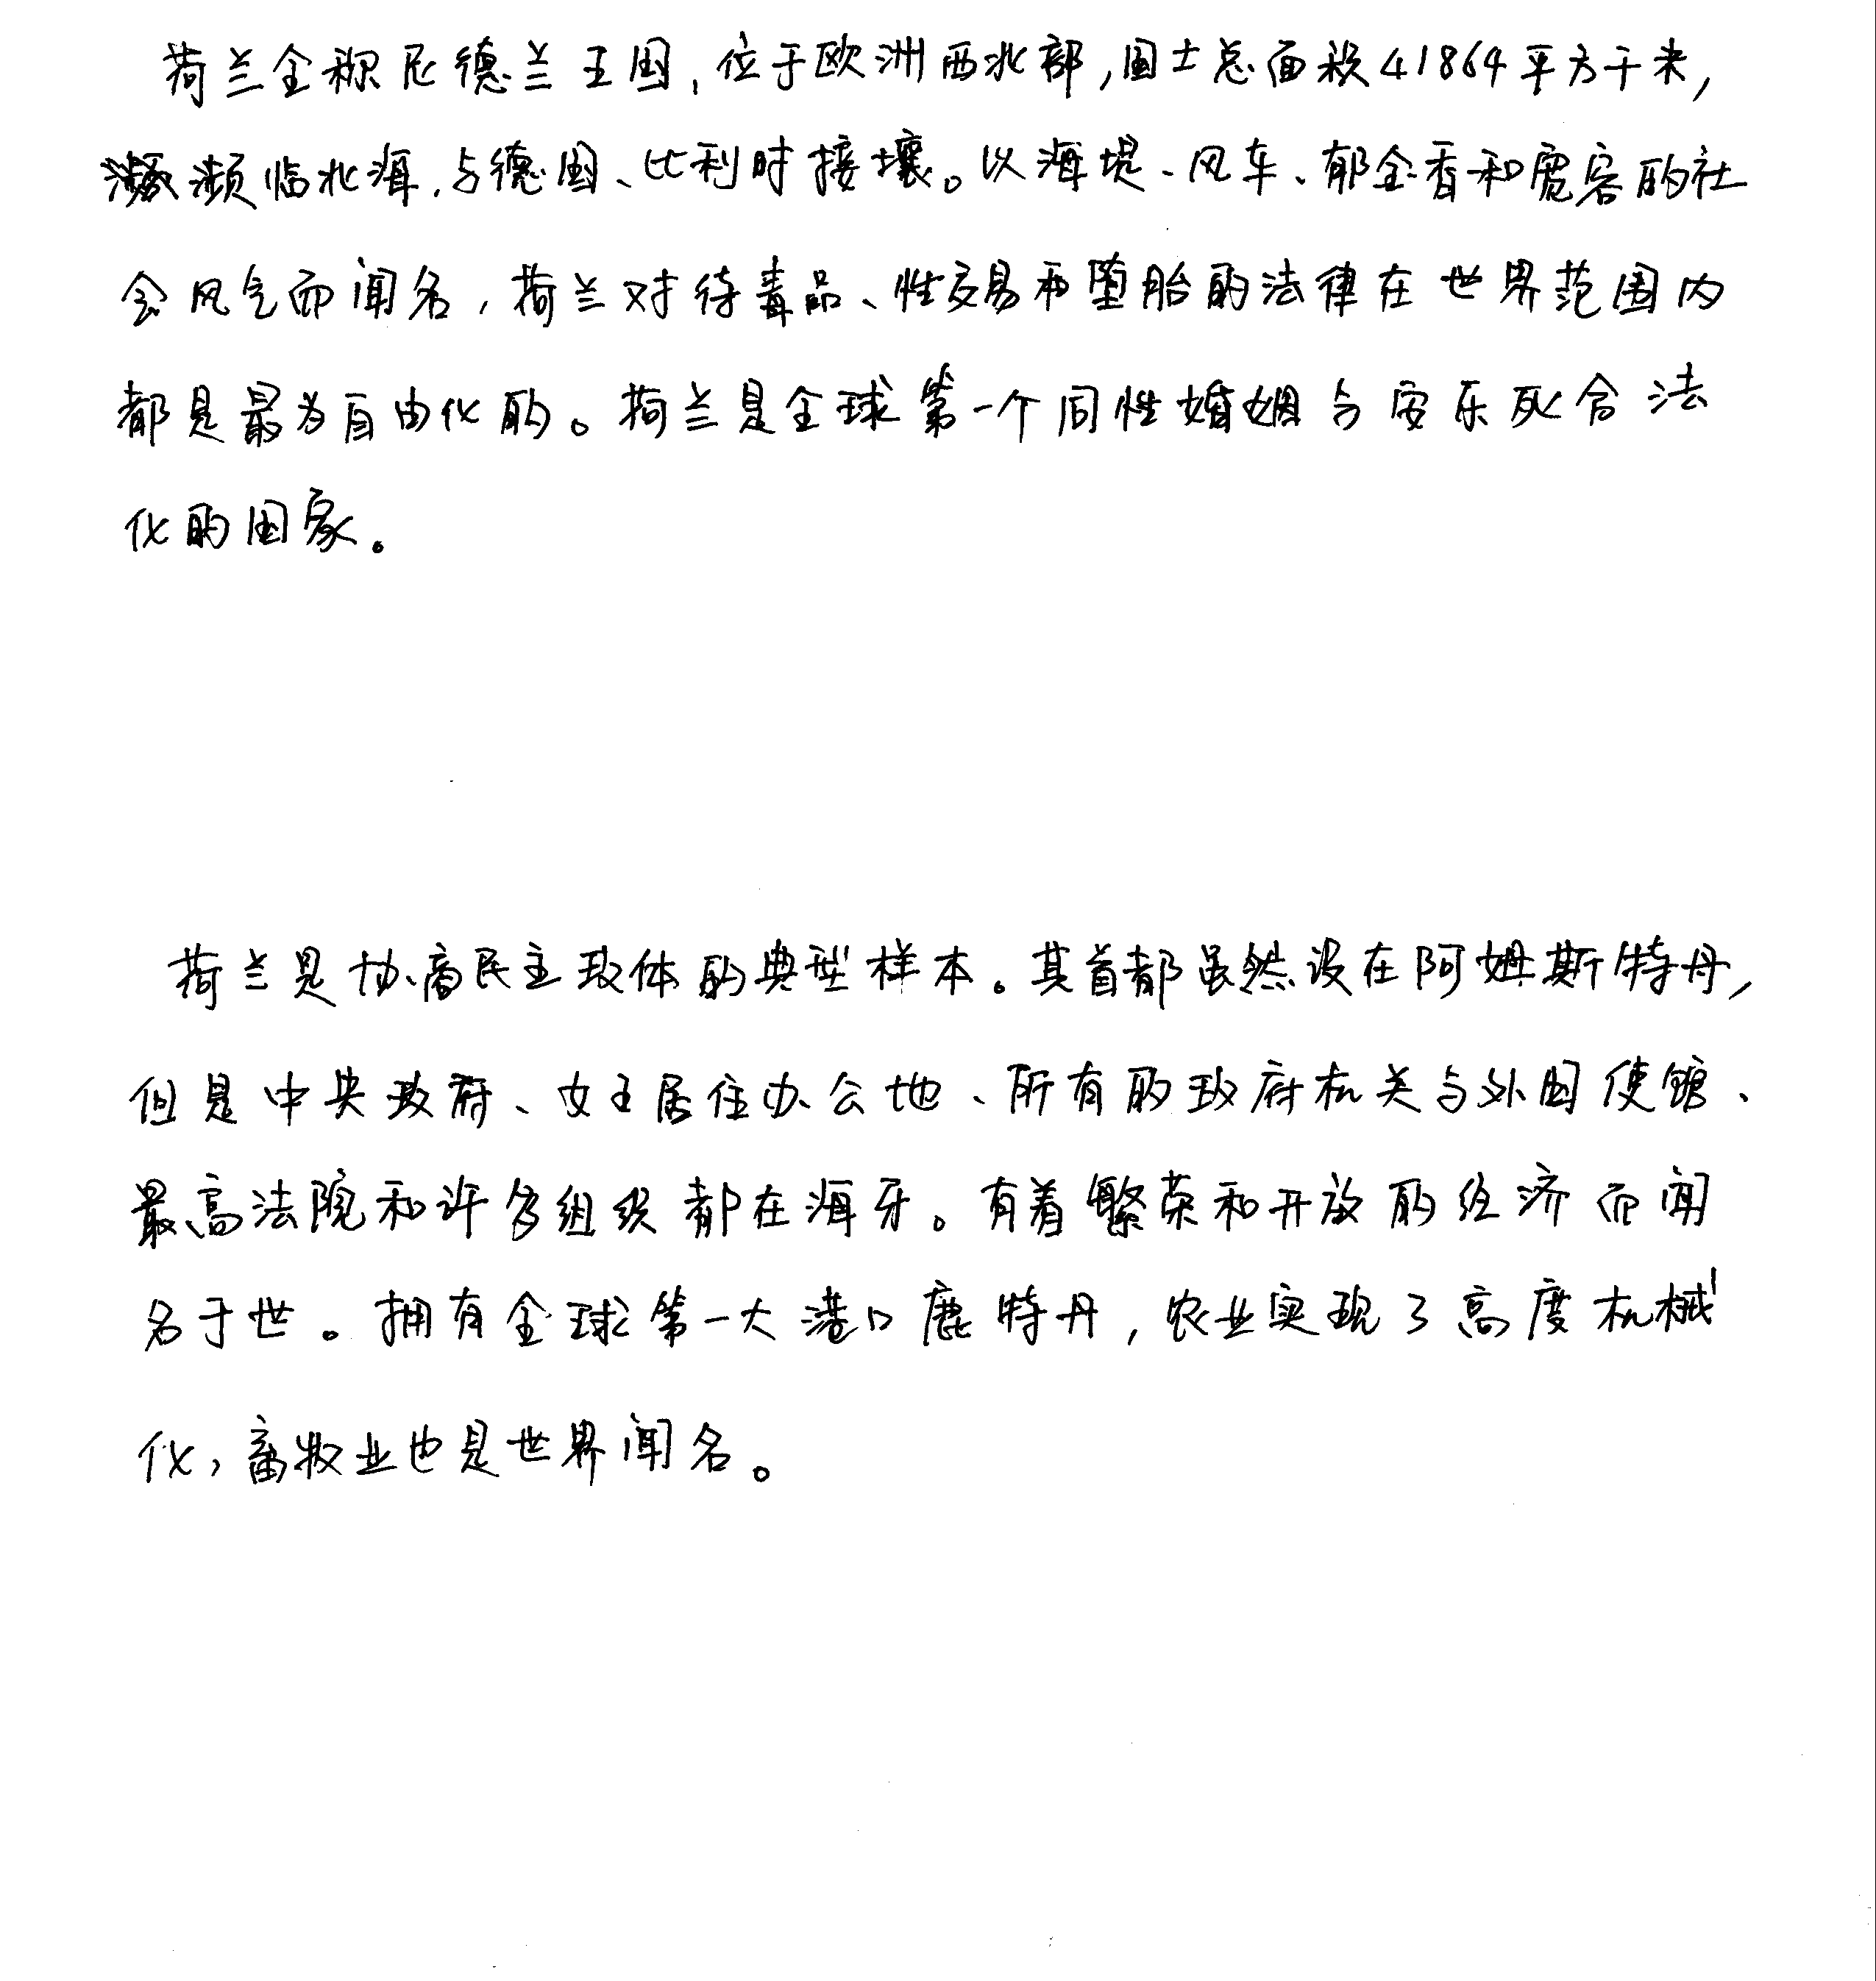 荷兰全称尼德兰王国，位于欧洲西北部，国土总面积41864平方千米，
濒临北海，与德国、比利时接壤。以海堤、风车、郁金香和宽容的社
会风气而闻名，荷兰对待毒品、性交易和堕胎的法律在世界范围内
都是最为自由化的。荷兰是全球第一个同性婚姻与安乐死合法
化的国家。
荷兰是协商民主政体的典型样本。其首都虽然设在阿姆斯特丹，
但是中央政府、女王居住办公地、所有的政府机关与外国使馆、
最高法院和许多组织都在海牙。有着繁荣和开放的经济而闻
名于世。拥有全球第一大港口鹿特丹，农业实现了高度机械
化，畜牧业也是世界闻名。